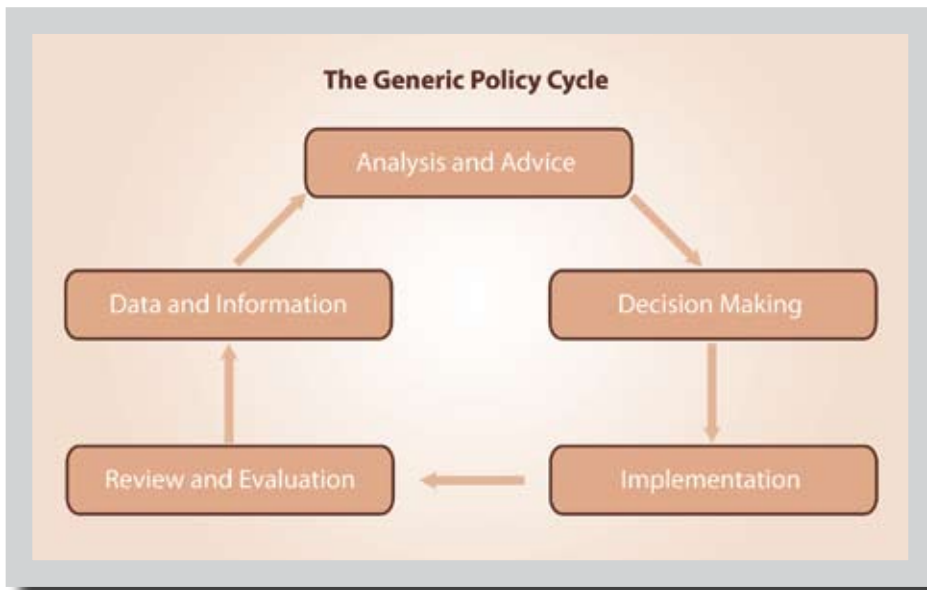 The Generic Policy Cycle
Analysis and Advice
Data and Information
Decision Making
Review and Evaluation
Implementation